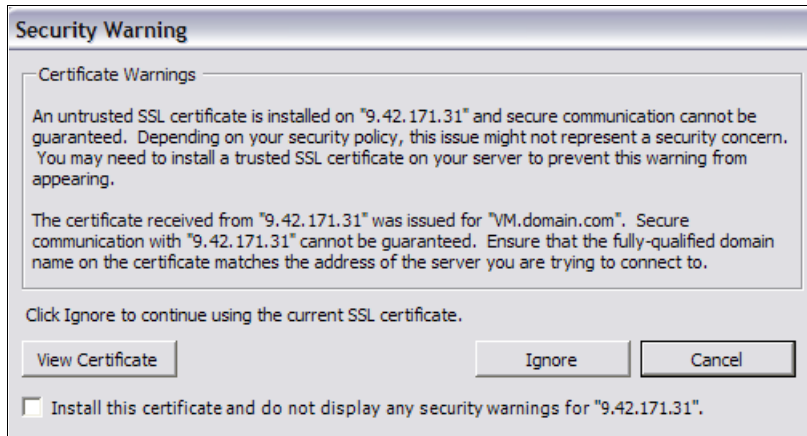 Security Warning
Certificate Warnings
An untrusted SSL certificate is installed on "9.42.171.31" and secure communication cannot be
guaranteed. Depending on your security policy, this issue might not represent a security concern.
You may need to install a trusted SSL certificate on your server to prevent this warning from
appearing.
The certificate received from "9.42.171.31" was issued for "VM.domain.com". Secure
communication with "9.42.171.31" cannot be guaranteed. Ensure that the fully-qualified domain
name on the certificate matches the address of the server you are trying to connect to.
Click Ignore to continue using the current SSL certificate.
View Certificate
Ignore
Cancel
Install this certificate and do not display any security warnings for "9.42.171.31".